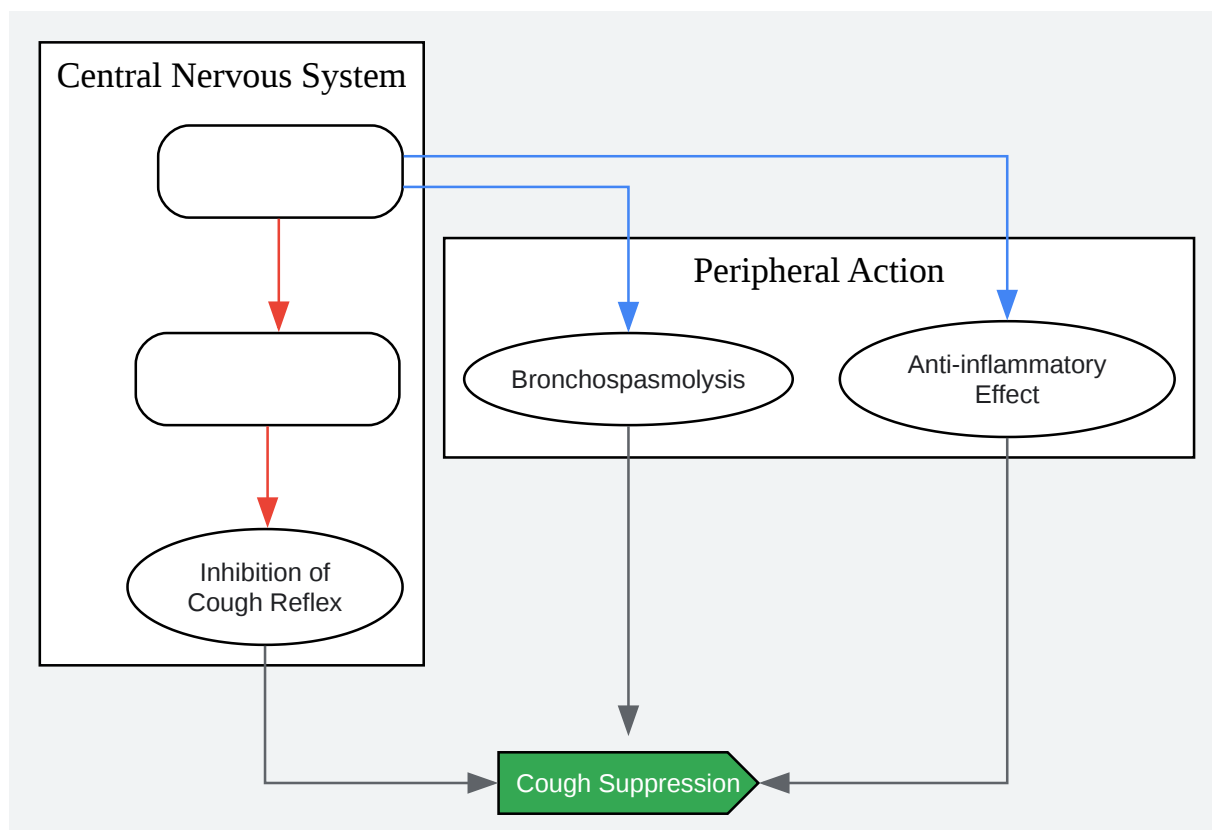 Central Nervous System
Peripheral Action
Bronchospasmolysis
Anti-inflammatory
Effect
Inhibition of
Cough Reflex
Cough Suppression